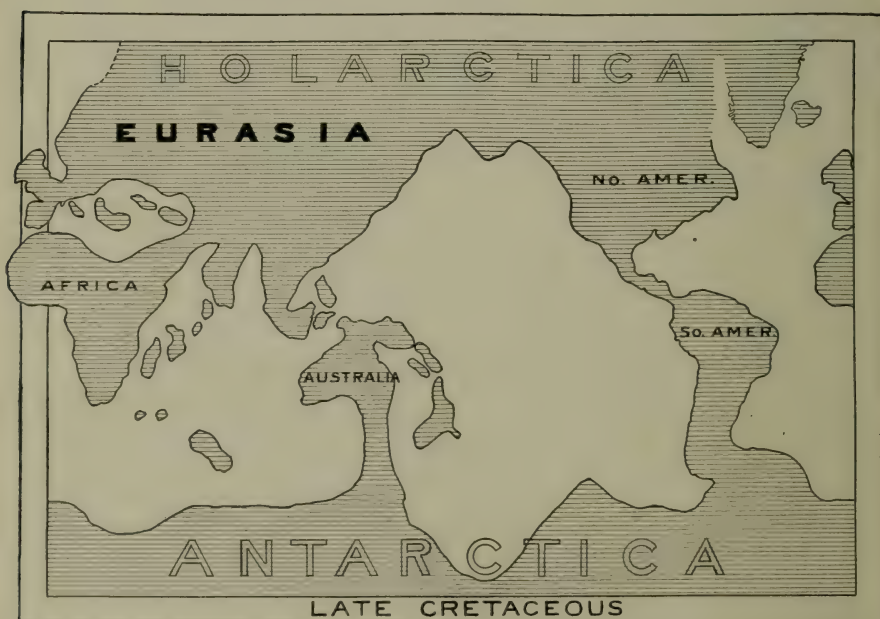 HOLARCTICA
EURASIA
No. AMER.
AFRICA
So. AMER.
AUSTRALIA
ANTARCTICA
LATE CRETACEOUS